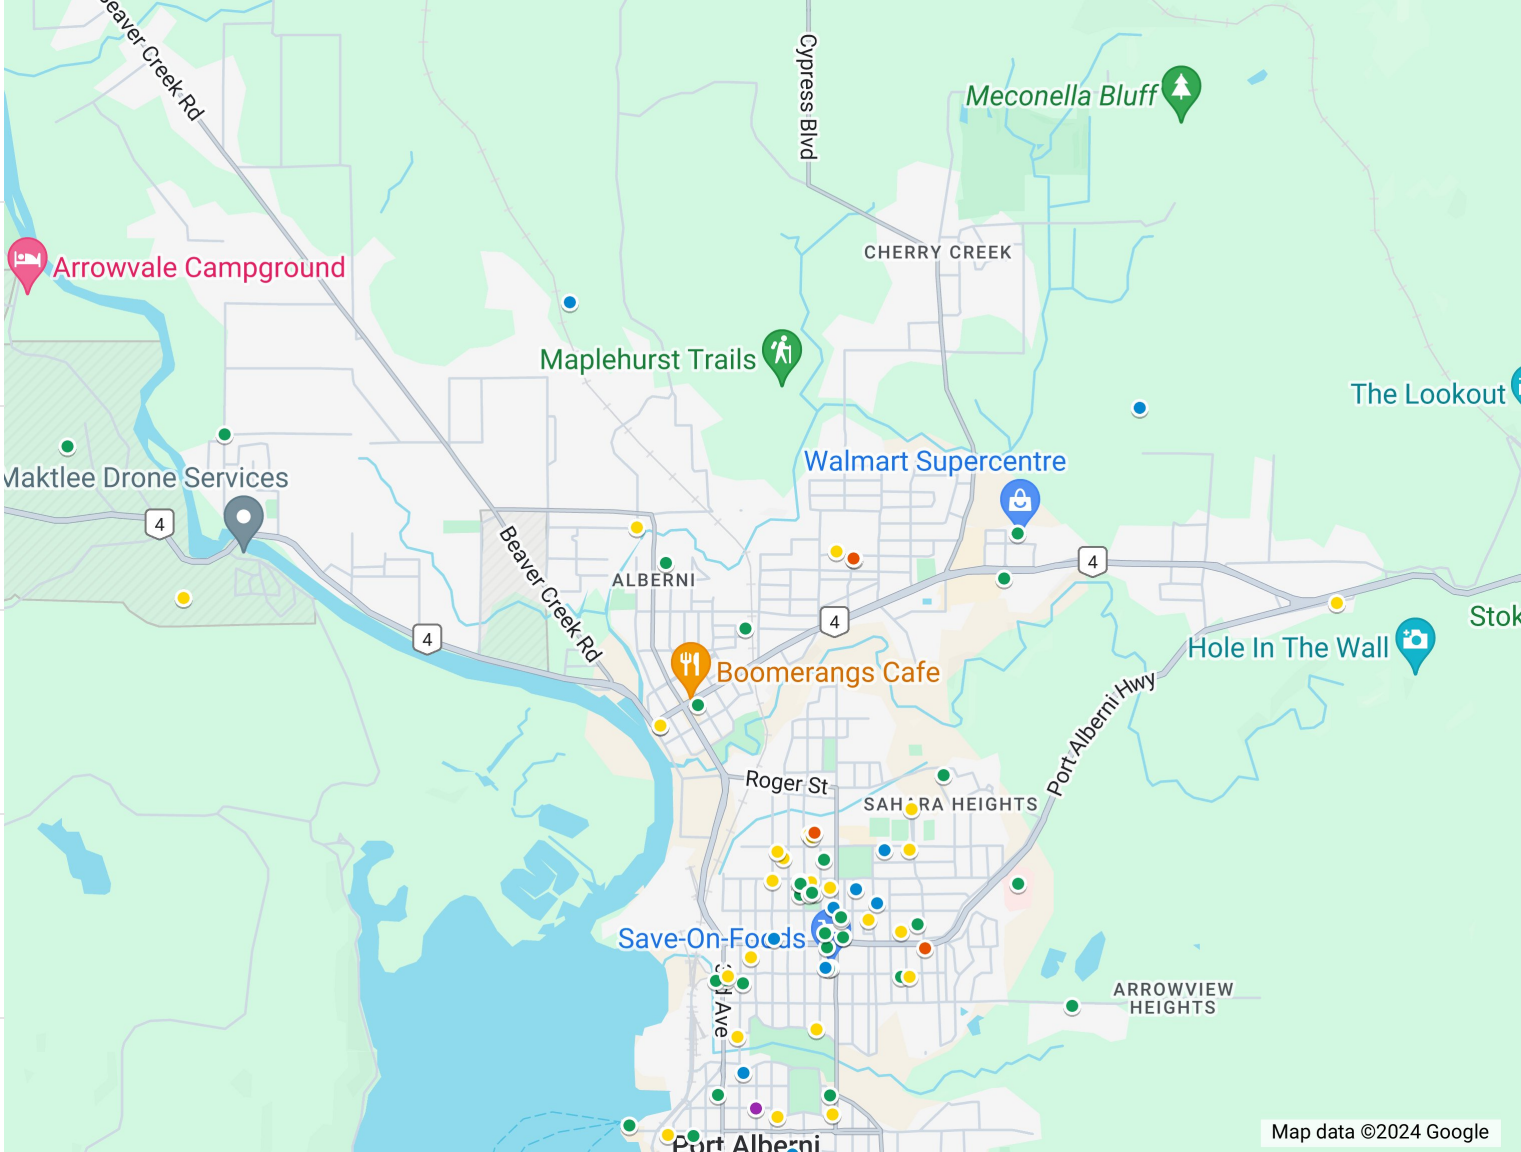 Beaver Creek Rd
Cypress Blvd
Meconella Bluff
CHERRY CREEK
Arrowvale Campground
Maplehurst Trails
The Lookout
Walmart Supercentre
Maktlee Drone Services
4
4
Beaver Creek Rd
ALBERNI
4
4
Stok
Hole In The Wall
Boomerangs Cafe
Port Alberni Hwy
Roger St
SAHARA HEIGHTS
Save-On-Foods
3rd Ave
ARROWVIEW
HEIGHTS
Port Alberni
Map data ©2024 Google